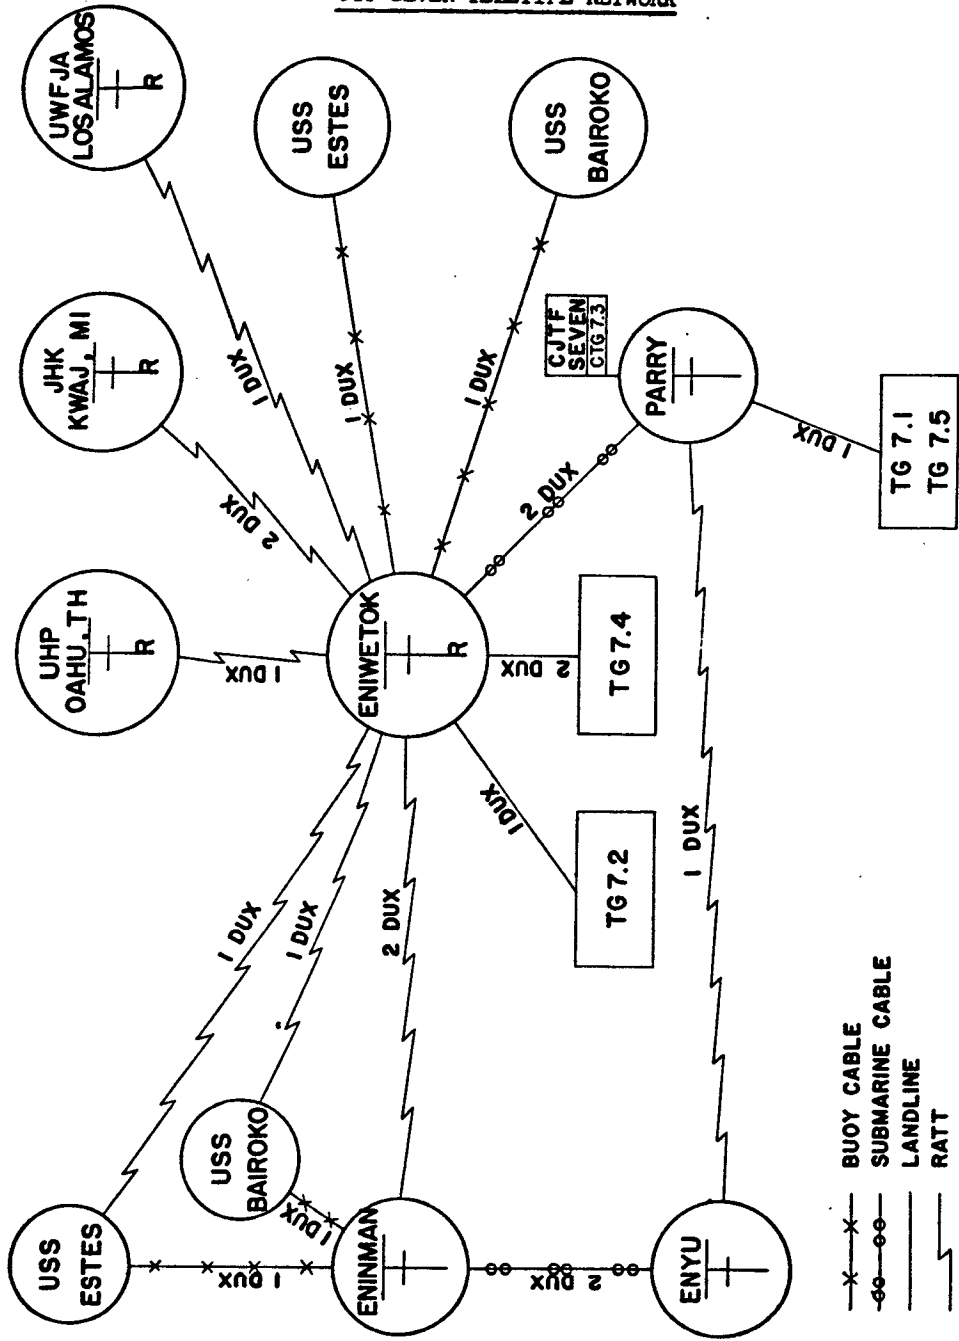 UWFJA
LOS ALAMOS
R
JHK
KWAJ, MI
R
UHP
OAHU, TH
R
USS
ESTES
USS
BAIROKO
1 DUX
2 DUX
1 DUX
1 DUX
1 DUX
CJTF
SEVEN
CTG 7.3
PARRY
2 DUX
1 DUX
TG 7.1
TG 7.5
ENIWETOK
R
2 DUX
TG 7.4
1 DUX
TG 7.2
1 DUX
1 DUX
2 DUX
1 DUX
USS
ESTES
USS
BAIROKO
1 DUX
1 DUX
ENINMAN
2 DUX
ENYU
BUOY CABLE
SUBMARINE CABLE
LANDLINE
RATT